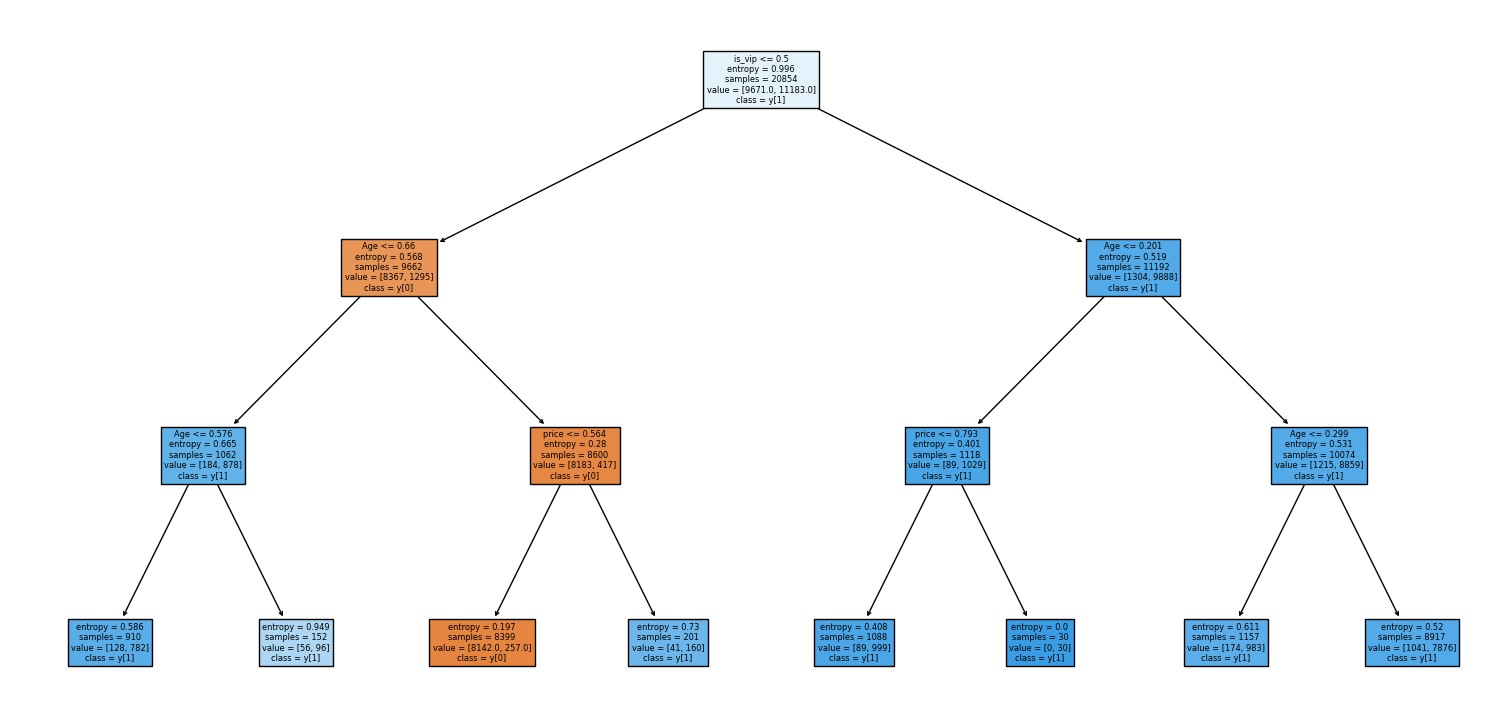 is_vip <= 0.5
entropy = 0.996
samples = 20854
value = [9671.0, 11183.0]
class = y[1]
Age <= 0.66
entropy = 0.568
samples = 9662
value = [8367, 1295]
class = y[0]
Age <= 0.201
entropy = 0.519
samples = 11192
value = [1304, 9888]
class = y[1]
Age <= 0.576
entropy = 0.665
samples = 1062
value = [184, 878]
class = y[1]
price <= 0.564
entropy = 0.28
samples = 8600
value = [8183, 417]
class = y[0]
price <= 0.793
entropy = 0.401
samples = 1118
value = [89, 1029]
class = y[1]
Age <= 0.299
entropy = 0.531
samples = 10074
value = [1215, 8859]
class = y[1]
entropy = 0.586
samples = 910
value = [128, 782]
class = y[1]
entropy = 0.949
samples = 152
value = [56, 96]
class = y[1]
entropy = 0.197
samples = 8399
value = [8142.0, 257.0]
class = y[0]
entropy = 0.73
samples = 201
value = [41, 160]
class = y[1]
entropy = 0.408
samples = 1088
value = [89, 999]
class = y[1]
entropy = 0.0
samples = 30
value = [0, 30]
class = y[1]
entropy = 0.611
samples = 1157
value = [174, 983]
class = y[1]
entropy = 0.52
samples = 8917
value = [1041, 7876]
class = y[1]